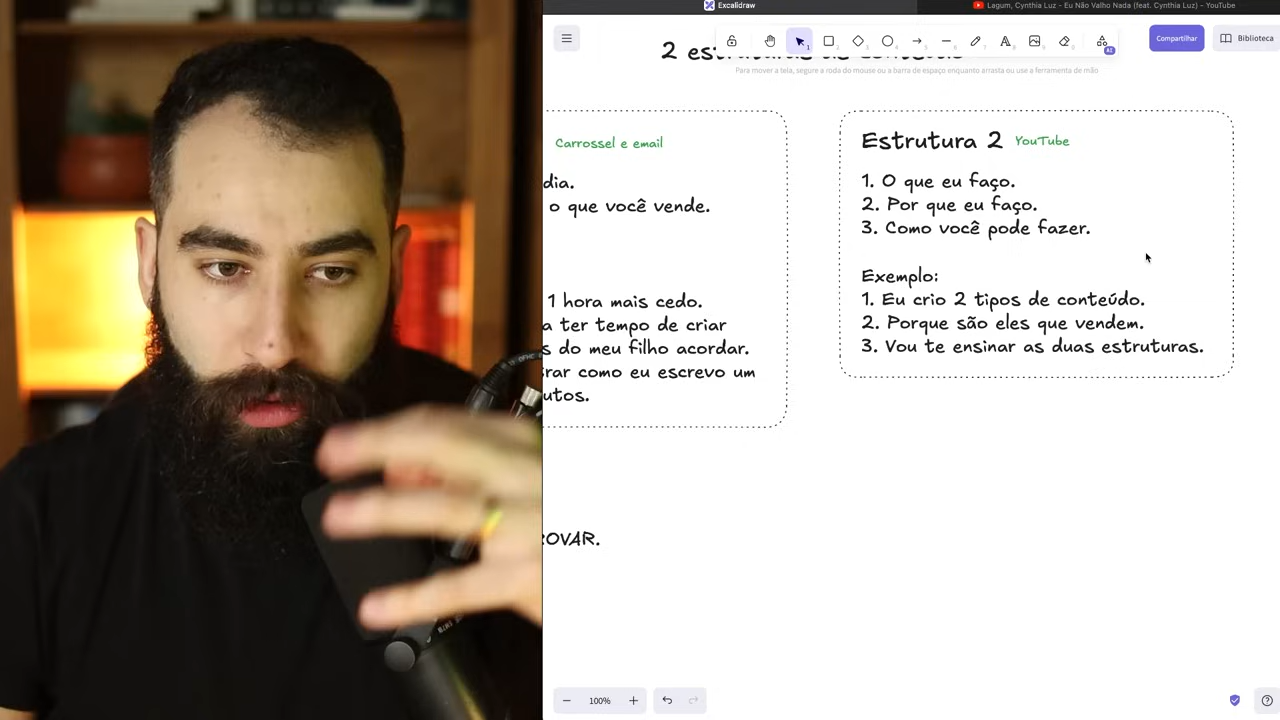 Excalidraw
Lagum, Cynthia Luz - Eu Não Valho Nada (feat. Cynthia Luz) - YouTube
Compartilhar
Biblioteca
AI
2
Para mover a tela, segure a roda do mouse ou a barra de espaço enquanto arrasta ou use a ferramenta de mão
Carrossel e email
dia.
o que você vende.
1 hora mais cedo.
a ter tempo de criar
s do meu filho acordar.
rar como eu escrevo um
utos.
OVAR.
Estrutura 2 YouTube
1. O que eu faço.
2. Por que eu faço.
3. Como você pode fazer.
Exemplo:
1. Eu crio 2 tipos de conteúdo.
2. Porque são eles que vendem.
3. Vou te ensinar as duas estruturas.
100%